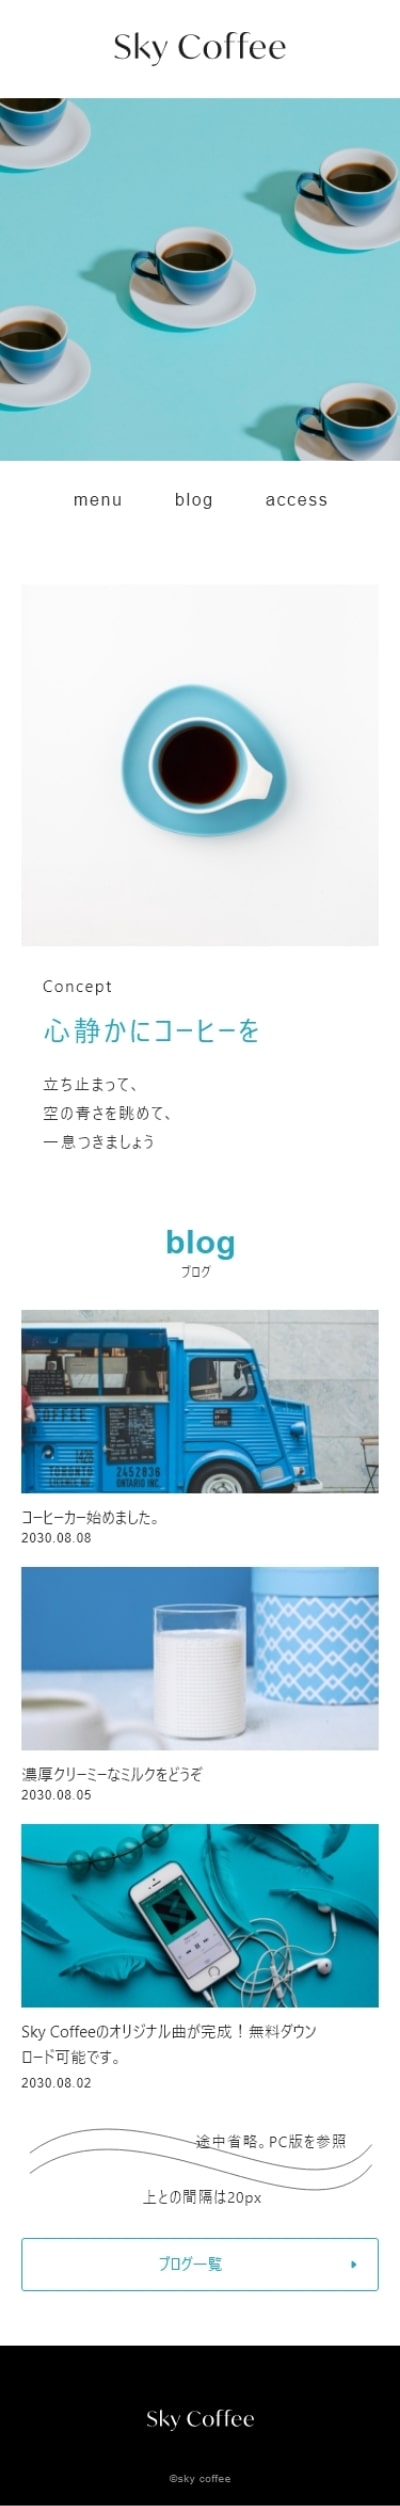 Sky Coffee
menu blog access
Concept
心静かにコーヒーを
立ち止まって、
空の青さを眺めて、
一息つきましょう
blog
ブログ
OFFEE
TORONTO
2452836
ONTARIO INC.
コーヒーカー始めました。
2030.08.08
濃厚クリーミーなミルクをどうぞ
2030.08.05
Sky Coffeeのオリジナル曲が完成！無料ダウン
ロード可能です。
2030.08.02
途中省略。PC版を参照
上との間隔は20px
ブログ一覧
Sky Coffee
©sky coffee